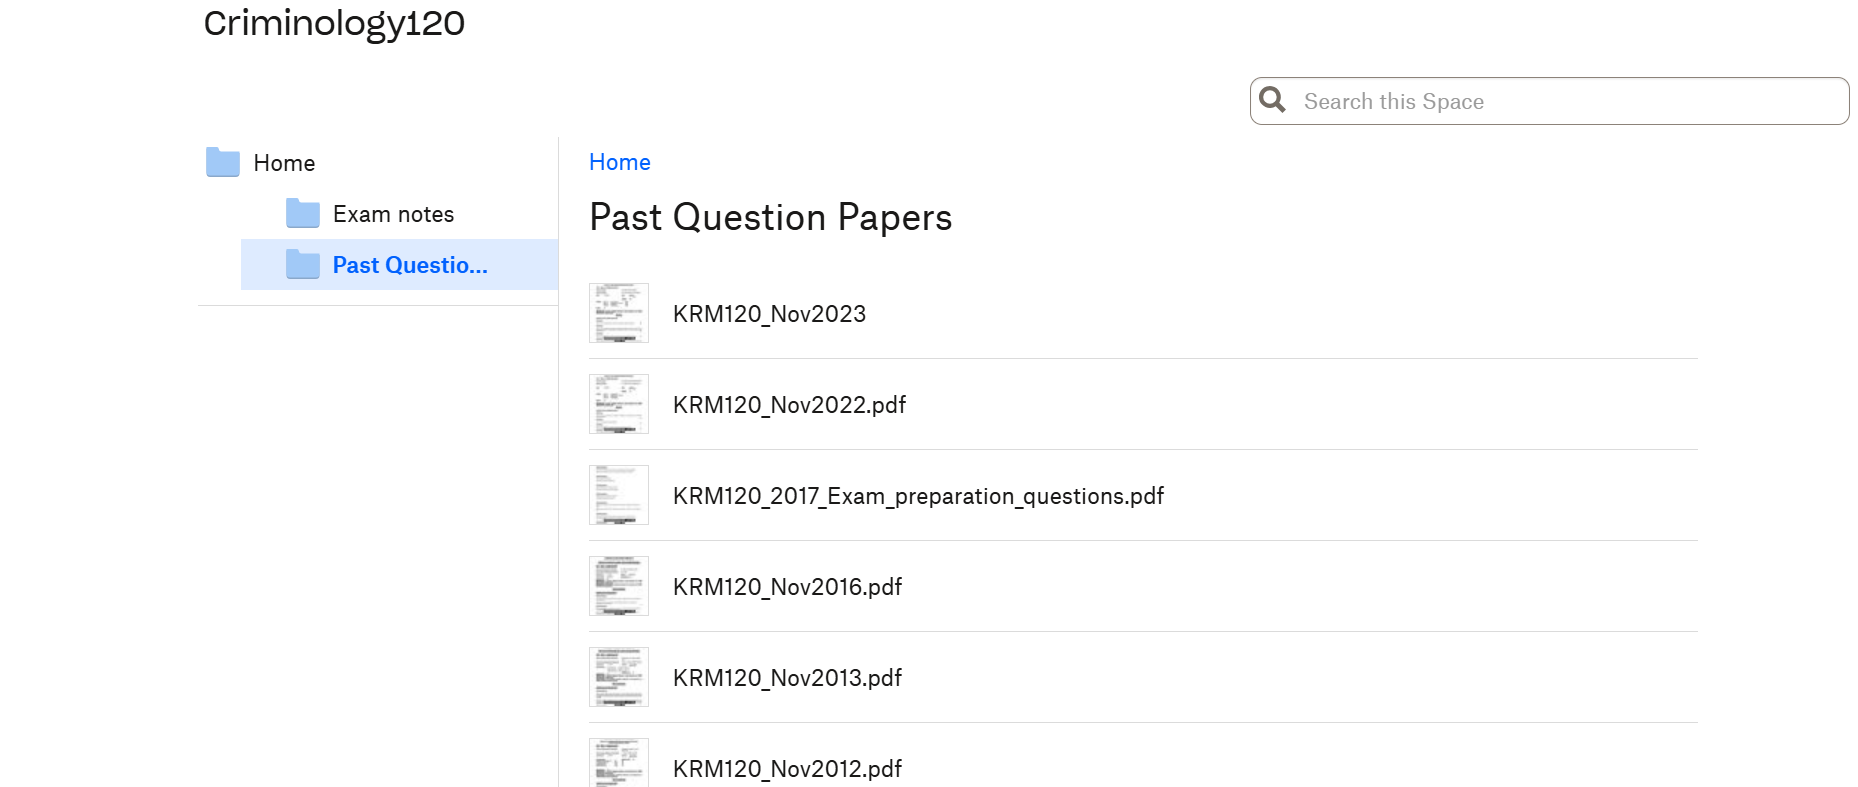 Criminology120
Search this Space
Home
Exam notes
Past Questio...
Home
Past Question Papers
KRM120_Nov2023
KRM120_Nov2022.pdf
KRM120_2017_Exam_preparation_questions.pdf
KRM120_Nov2016.pdf
KRM120_Nov2013.pdf
KRM120_Nov2012.pdf